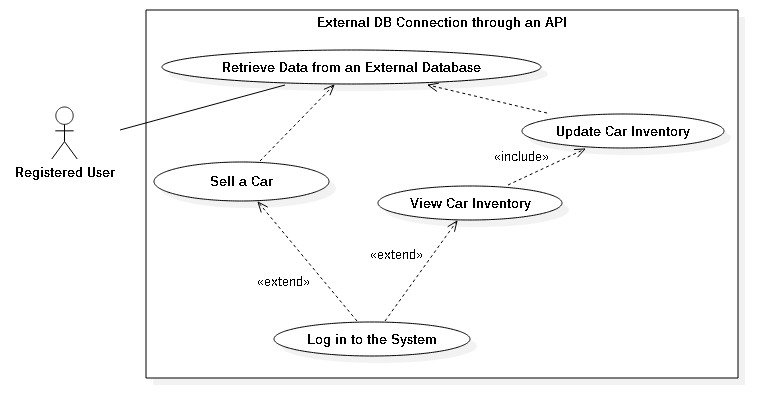 External DB Connection through an API
Retrieve Data from an External Database
Update Car Inventory
«include»
Registered User
Sell a Car
View Car Inventory
«extend»
«extend»
Log in to the System